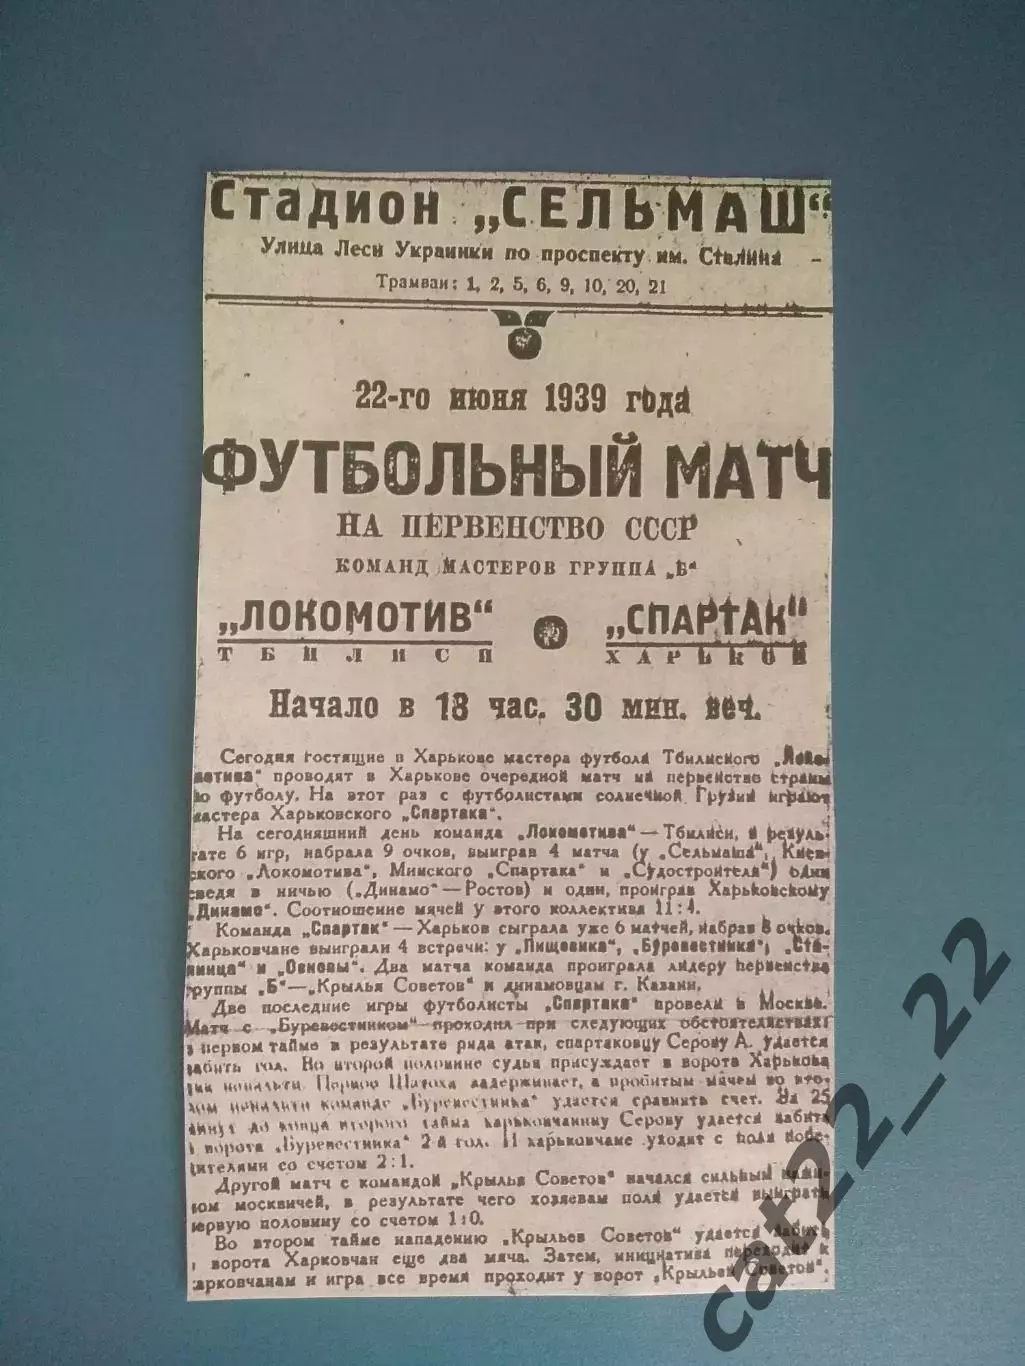 Стадион „СЕЛЬМАШ“
Улица Леси Украинки по проспекту им. Сталина
Трамваи: 1, 2, 5, 6, 9, 10, 20, 21
22-го июня 1939 года
ФУТБОЛЬНЫЙ МАТЧ
НА ПЕРВЕНСТВО СССР
КОМАНД МАСТЕРОВ ГРУППА „Б“
„ЛОКОМОТИВ“ „СПАРТАК“
ТБИЛИСИ ХАРЬКОВ
Начало в 18 час. 30 мин. веч.
Сегодня гостящие в Харькове мастера футбола Тбилисского „Локо-
мотива“ проводят в Харькове очередной матч на первенство страны
по футболу. На этот раз с футболистами солнечной Грузии играют
мастера Харьковского „Спартака“.
На сегодняшний день команда „Локомотива“ — Тбилиси, в резуль-
тате 6 игр, набрала 9 очков, выиграв 4 матча (у „Сельмаша“, Киев-
ского „Локомотива“, Минского „Спартака“ и „Судостроителя“) один
сведя в ничью („Динамо“ — Ростов) и один, проиграв Харьковскому
„Динамо“. Соотношение мячей у этого коллектива 11:4.
Команда „Спартак“ — Харьков сыграла уже 6 матчей, набрав 8 очков.
Харьковчане выиграли 4 встречи: у „Пищевика“, „Буревестника“, „Ста-
линца“ и „Основы“. Два матча команда проиграла лидеру первенства
группы „Б“ — „Крылья Советов“ и динамовцам г. Казани.
Две последние игры футболисты „Спартака“ провели в Москве.
Матч с „Буревестником“ проходил при следующих обстоятельствах:
в первом тайме в результате ряда атак, спартаковцу Серову А. удается
забить гол. Во второй половине судья присуждает в ворота Харькова
два пенальти. Первое Шатоха задерживает, а пробитым мячем во вто-
ром пенальти команде „Буревестника“ удается сравнить счет. За 25
минут до конца второго тайма харьковчанину Серову удается забить
в ворота „Буревестника“ 2-й гол. И харьковчане уходят с поля побе-
дителями со счетом 2:1.
Другой матч с командой „Крылья Советов“ начался сильным нажи-
мом москвичей, в результате чего хозяевам поля удается выиграть
первую половину со счетом 1:0.
Во втором тайме нападению „Крыльев Советов“ удается забить
в ворота Харковчан еще два мяча. Затем, инициатива переходит к
харковчанам и игра все время проходит у ворот „Крыльев Советов“.
cat22_22